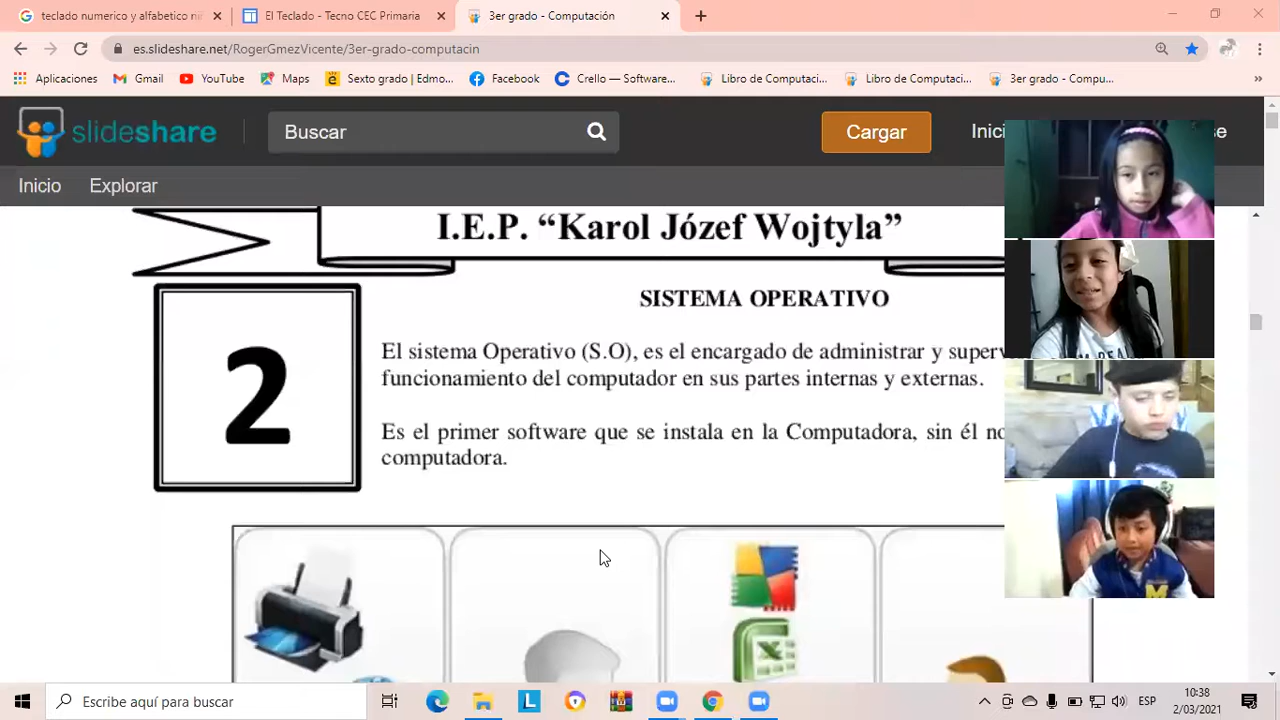 teclado numerico y alfabetico ni
El Teclado - Tecno CEC Primaria
3er grado - Computación
es.slideshare.net/RogerGmezVicente/3er-grado-computacin
Aplicaciones
Gmail
YouTube
Maps
Sexto grado | Edmo...
Facebook
Crello — Software...
Libro de Computaci...
Libro de Computaci...
3er grado - Compu...
slideshare
Buscar
Cargar
Inici
se
Inicio
Explorar
I.E.P. “Karol Józef Wojtyla”
2
SISTEMA OPERATIVO
El sistema Operativo (S.O), es el encargado de administrar y superv
funcionamiento del computador en sus partes internas y externas.
Es el primer software que se instala en la Computadora, sin él no
computadora.
Escribe aquí para buscar
ESP
10:38
2/03/2021